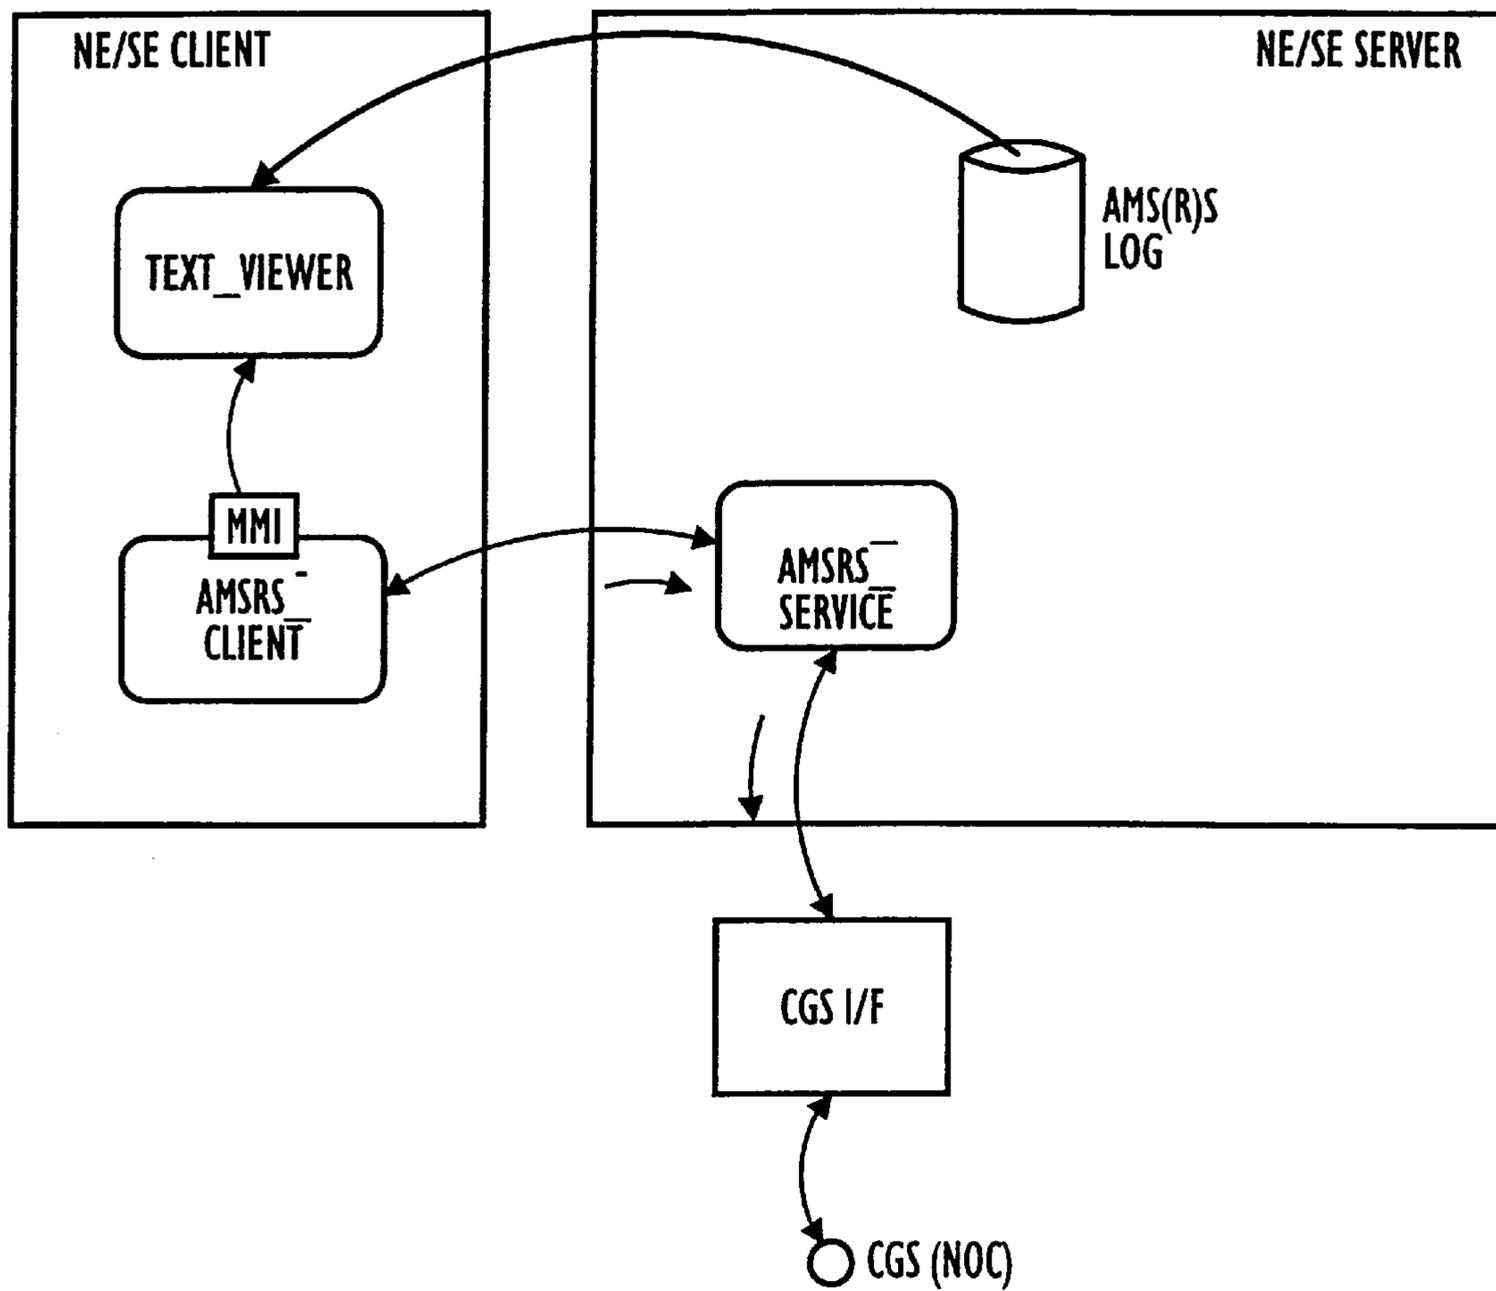 NE/SE CLIENT
NE/SE SERVER
TEXT_VIEWER
AMS(R)S
LOG
MMI
AMSRS_
CLIENT
AMSRS_
SERVICE
CGS I/F
CGS (NOC)